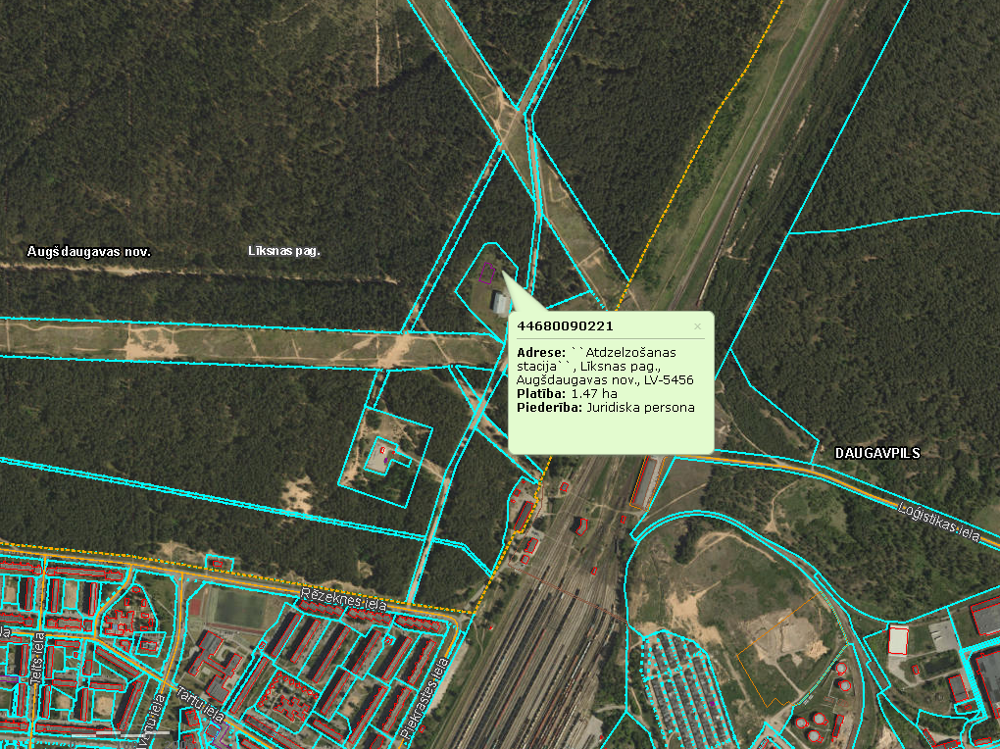 Augšdaugavas nov.
Līksnas pag.
44680090221
×
Adrese: ``Atdzelzošanas
stacija``, Līksnas pag.,
Augšdaugavas nov., LV-5456
Platība: 1.47 ha
Piederība: Juridiska persona
DAUGAVPILS
Loģistikas iela
Rēzeknes iela
Telts iela
Tartu iela
Piekrastes iela